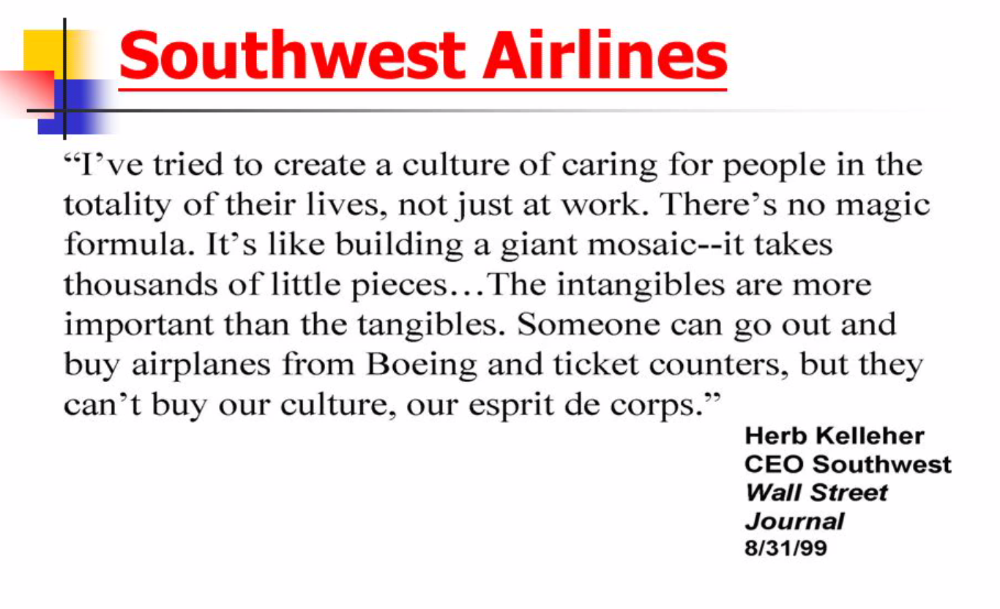 Southwest Airlines
“I’ve tried to create a culture of caring for people in the
totality of their lives, not just at work. There’s no magic
formula. It’s like building a giant mosaic--it takes
thousands of little pieces…The intangibles are more
important than the tangibles. Someone can go out and
buy airplanes from Boeing and ticket counters, but they
can’t buy our culture, our esprit de corps.”
Herb Kelleher
CEO Southwest
Wall Street
Journal
8/31/99